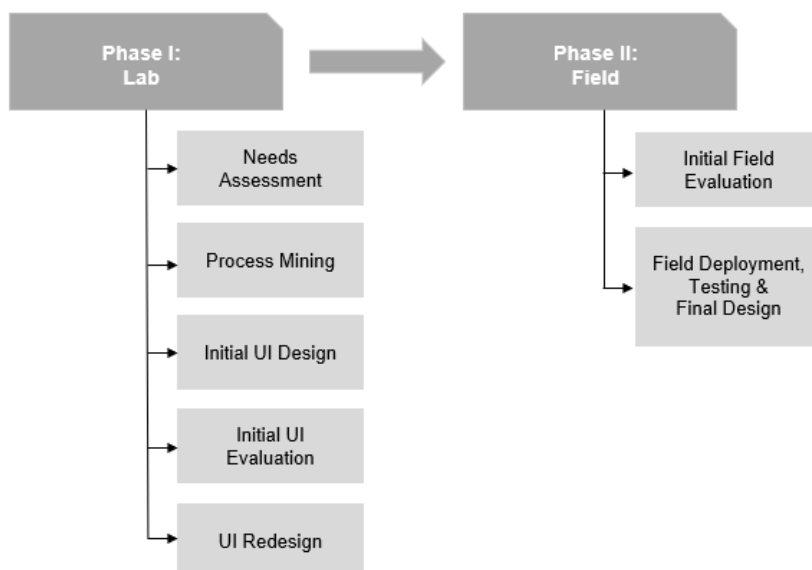 Phase I:
Lab
Needs
Assessment
Process Mining
Initial UI Design
Initial UI
Evaluation
UI Redesign
Phase II:
Field
Initial Field
Evaluation
Field Deployment,
Testing &
Final Design